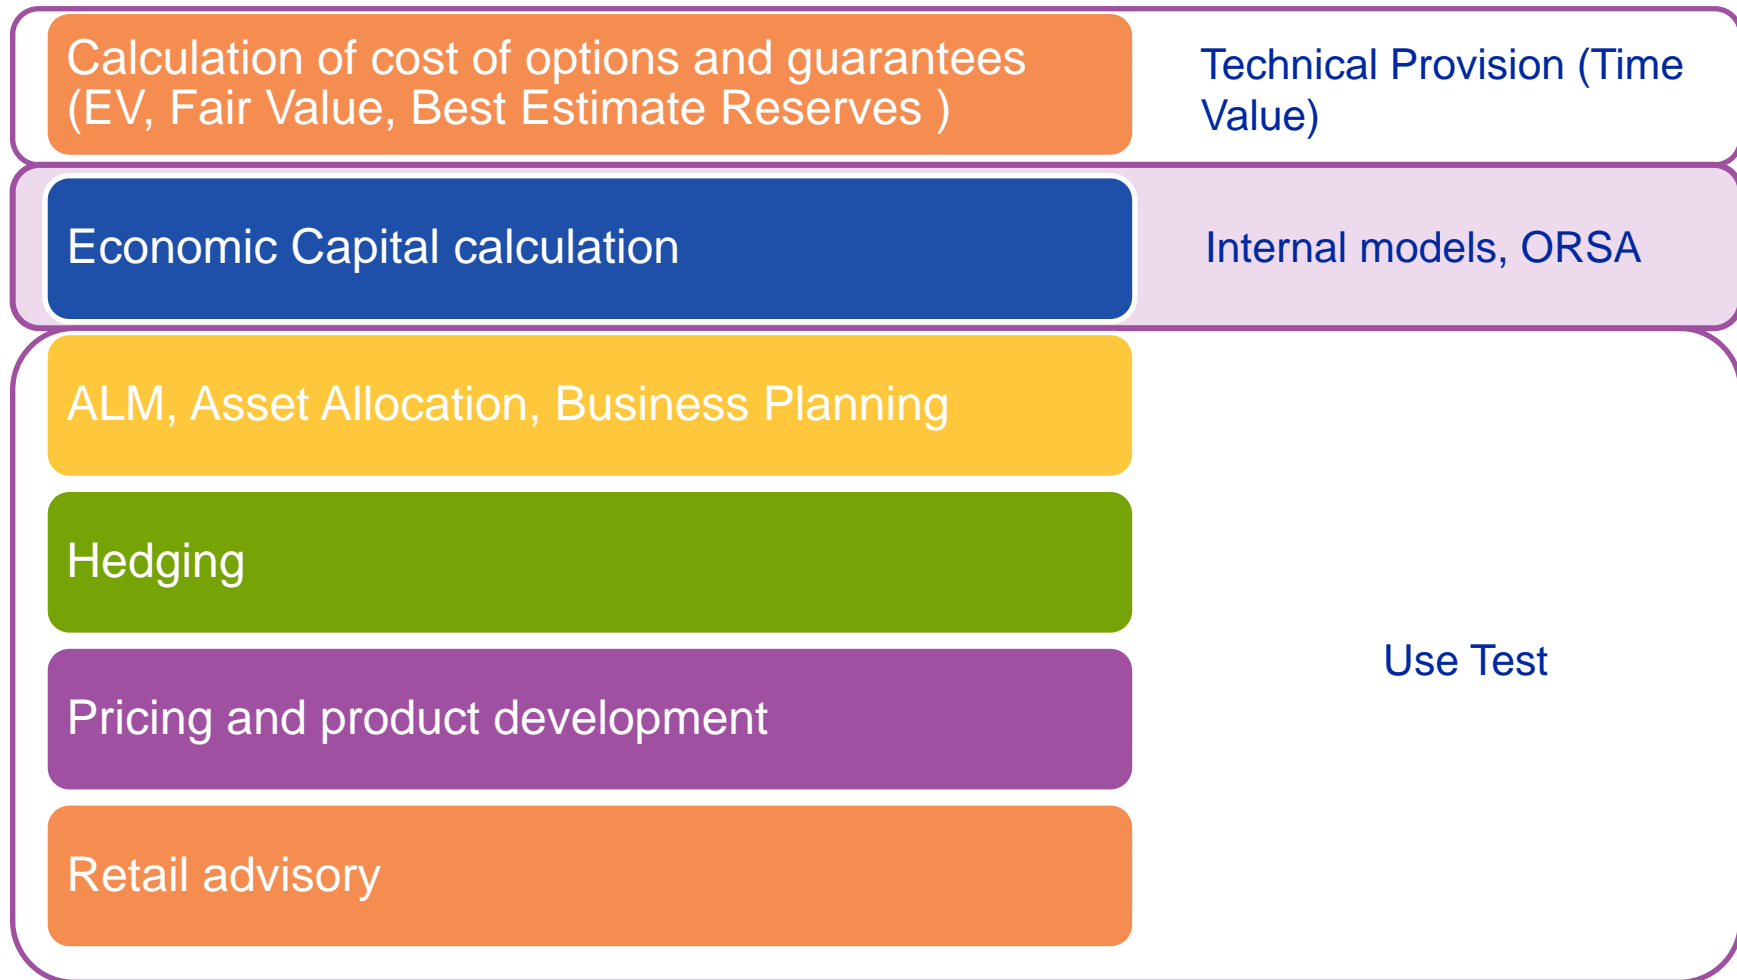 Calculation of cost of options and guarantees
(EV, Fair Value, Best Estimate Reserves )
Technical Provision (Time
Value)
Economic Capital calculation
Internal models, ORSA
ALM, Asset Allocation, Business Planning
Hedging
Pricing and product development
Use Test
Retail advisory